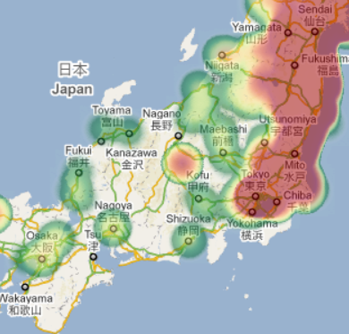 Sendai
仙台
Yamagata
山形
Fukushima
福島
Niigata
新潟
日本
Japan
Toyama
富山
Nagano
長野
Utsunomiya
宇都宮
Maebashi
前橋
Kanazawa
金沢
Fukui
福井
Mito
水戸
Kofu
甲府
Tokyo
東京
Chiba
千葉
Nagoya
名古屋
Shizuoka
静岡
Yokohama
横浜
Osaka
大阪
Tsu
津
Wakayama
和歌山